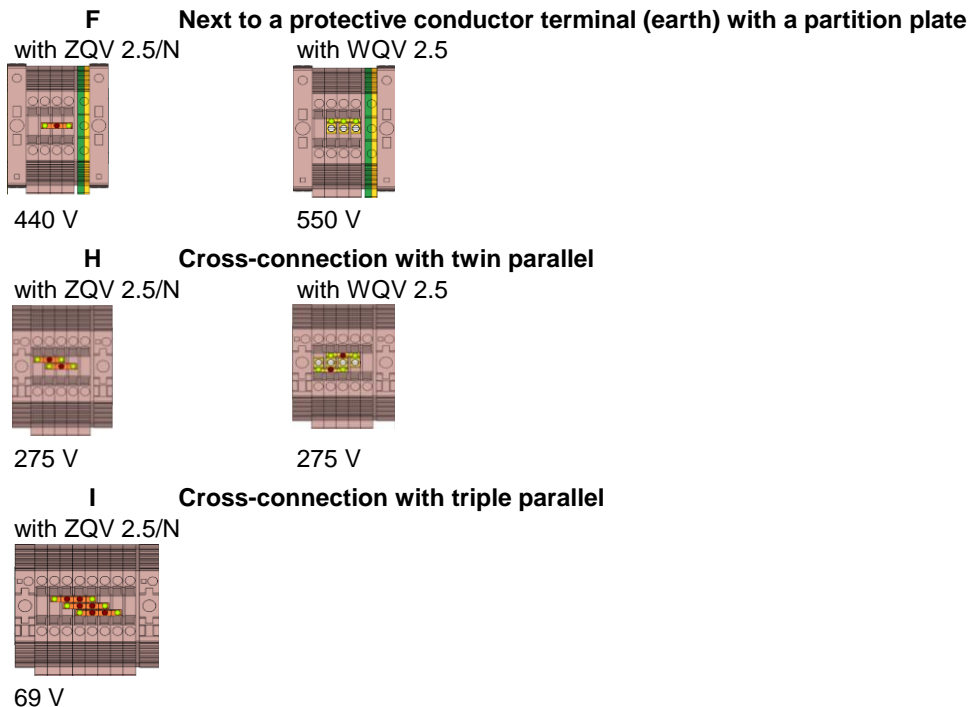 F Next to a protective conductor terminal (earth) with a partition plate
with ZQV 2.5/N with WQV 2.5
440 V 550 V
H Cross-connection with twin parallel
with ZQV 2.5/N with WQV 2.5
275 V 275 V
I Cross-connection with triple parallel
with ZQV 2.5/N
69 V